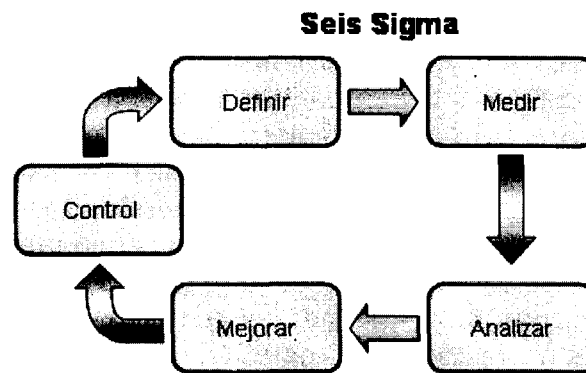 Seis Sigma
Definir
Medir
Control
Mejorar
Analizar